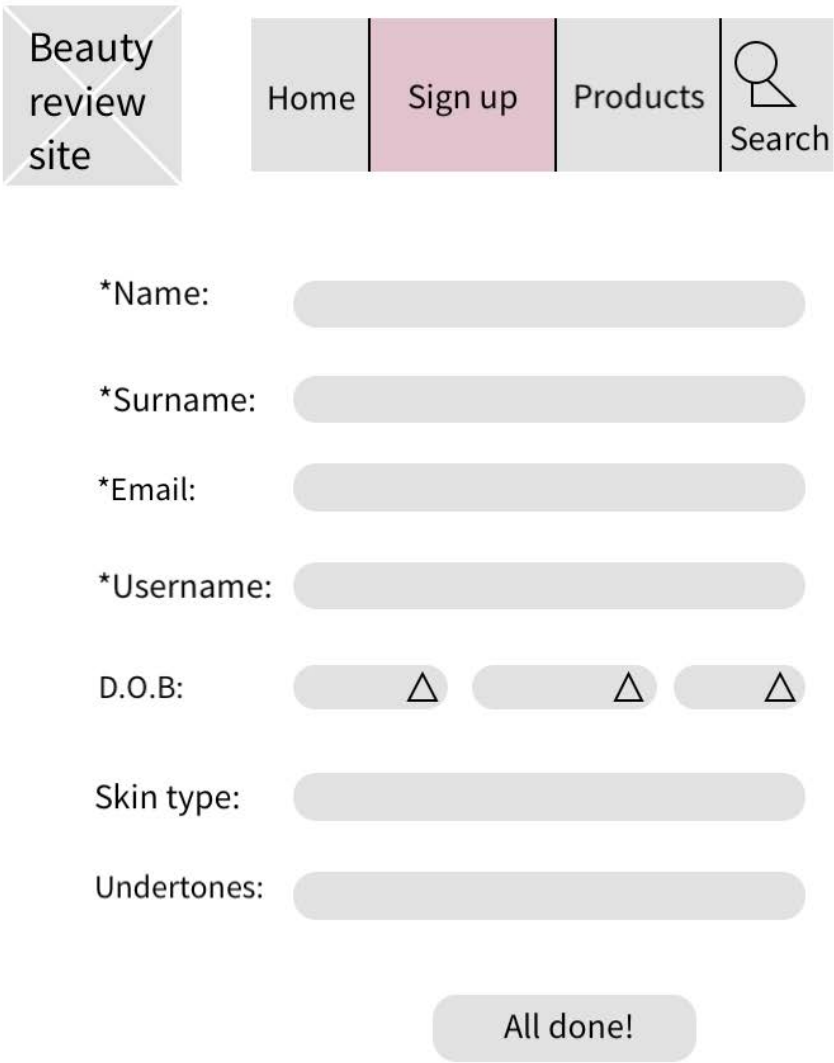 Beauty
review
site
Home
Sign up
Products
Search
*Name:
*Surname:
*Email:
*Username:
D.O.B:
Skin type:
Undertones:
All done!